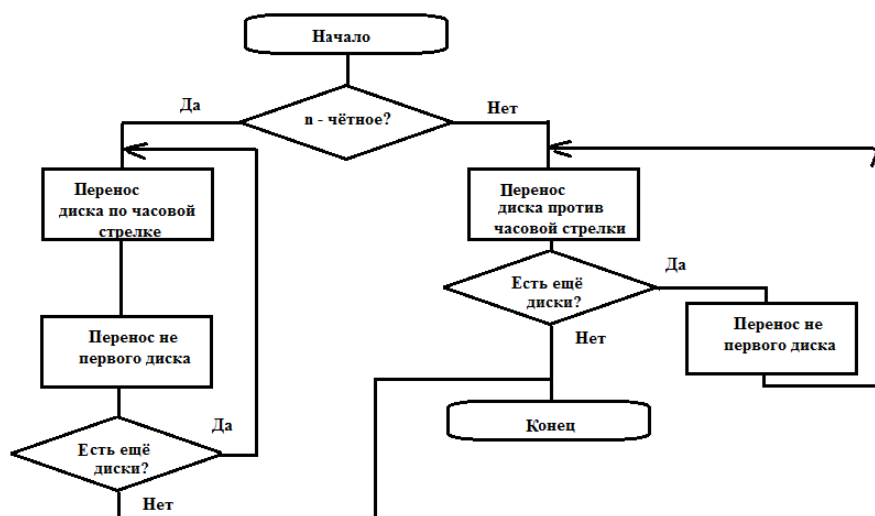 Начало
Да
n - чётное?
Нет
Перенос
диска по часовой
стрелке
Перенос не
первого диска
Есть ещё
диски?
Да
Нет
Перенос
диска против
часовой стрелки
Есть ещё
диски?
Да
Нет
Перенос не
первого диска
Конец